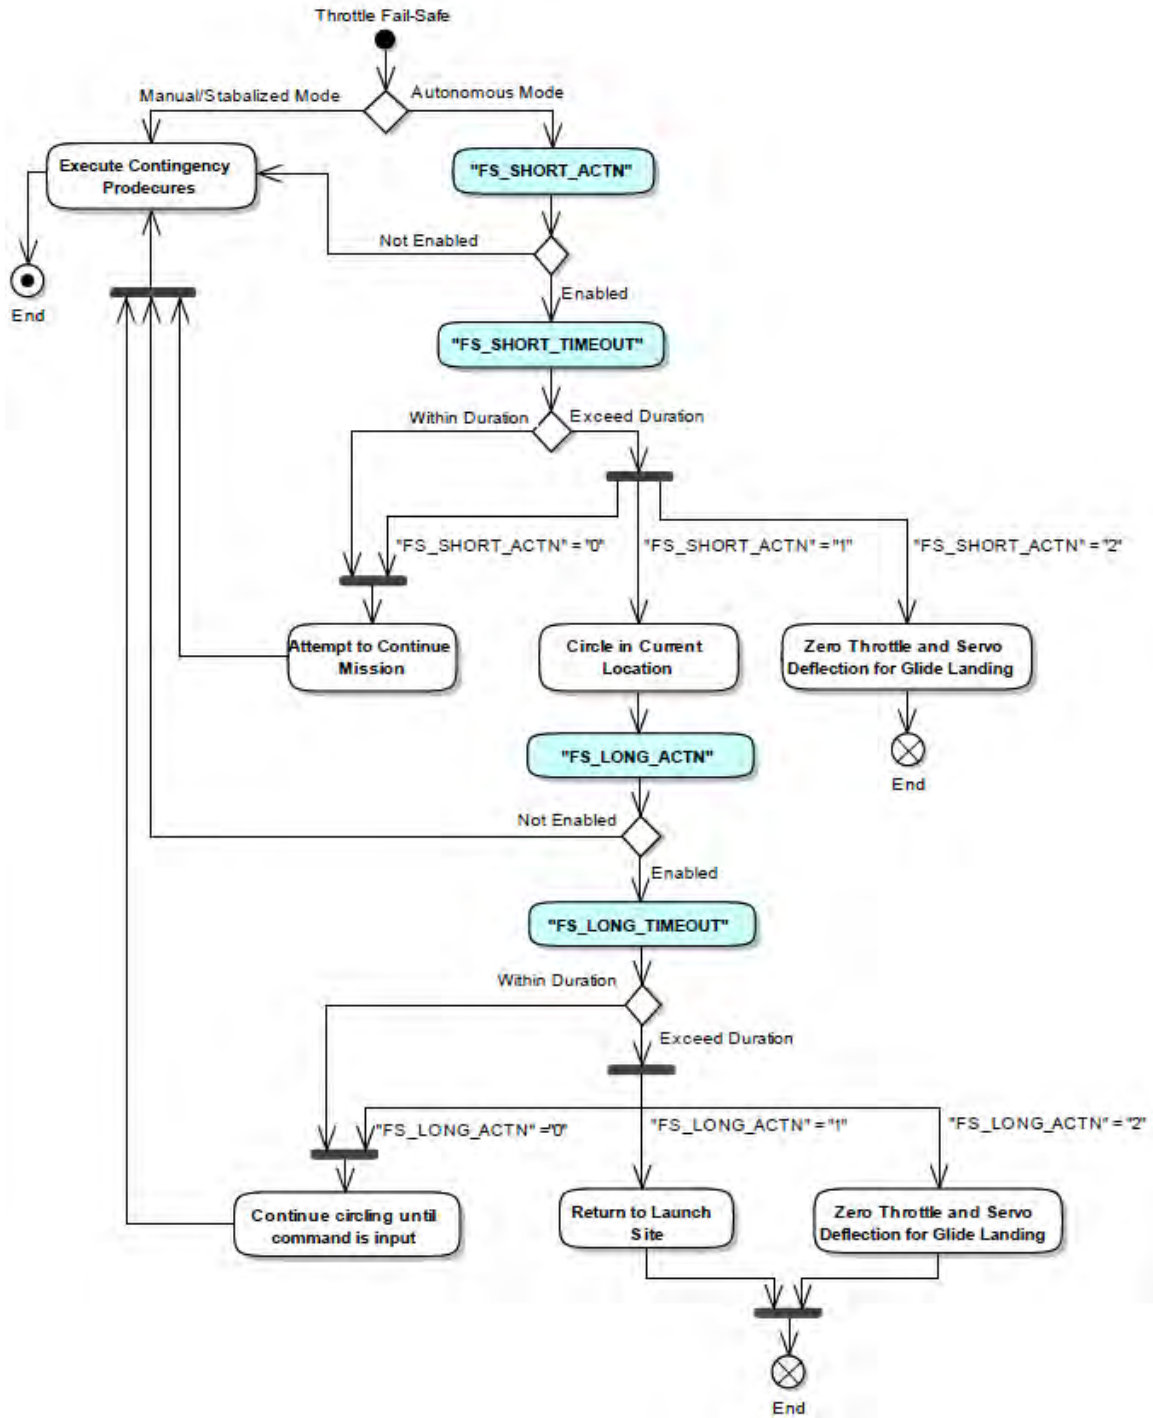 Throttle Fail-Safe
Manual/Stabalized Mode
Autonomous Mode
Execute Contingency
Prodecures
"FS_SHORT_ACTN"
Not Enabled
End
Enabled
"FS_SHORT_TIMEOUT"
Within Duration
Exceed Duration
"FS_SHORT_ACTN" = "0"
"FS_SHORT_ACTN" = "1"
"FS_SHORT_ACTN" = "2"
Attempt to Continue
Mission
Circle in Current
Location
Zero Throttle and Servo
Deflection for Glide Landing
"FS_LONG_ACTN"
End
Not Enabled
Enabled
"FS_LONG_TIMEOUT"
Within Duration
Exceed Duration
"FS_LONG_ACTN" ="0"
"FS_LONG_ACTN" = "1"
"FS_LONG_ACTN" = "2"
Continue circling until
command is input
Return to Launch
Site
Zero Throttle and Servo
Deflection for Glide Landing
End